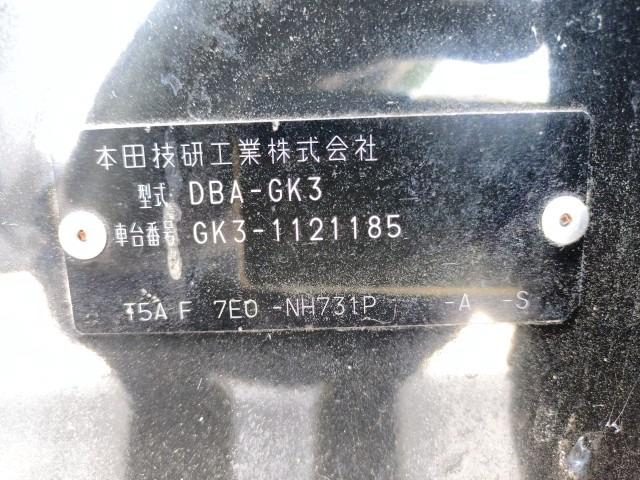 本田技研工業株式会社
型式 DBA-GK3
車台番号 GK3-1121185
T5A F 7E0 -NH731P -A -S